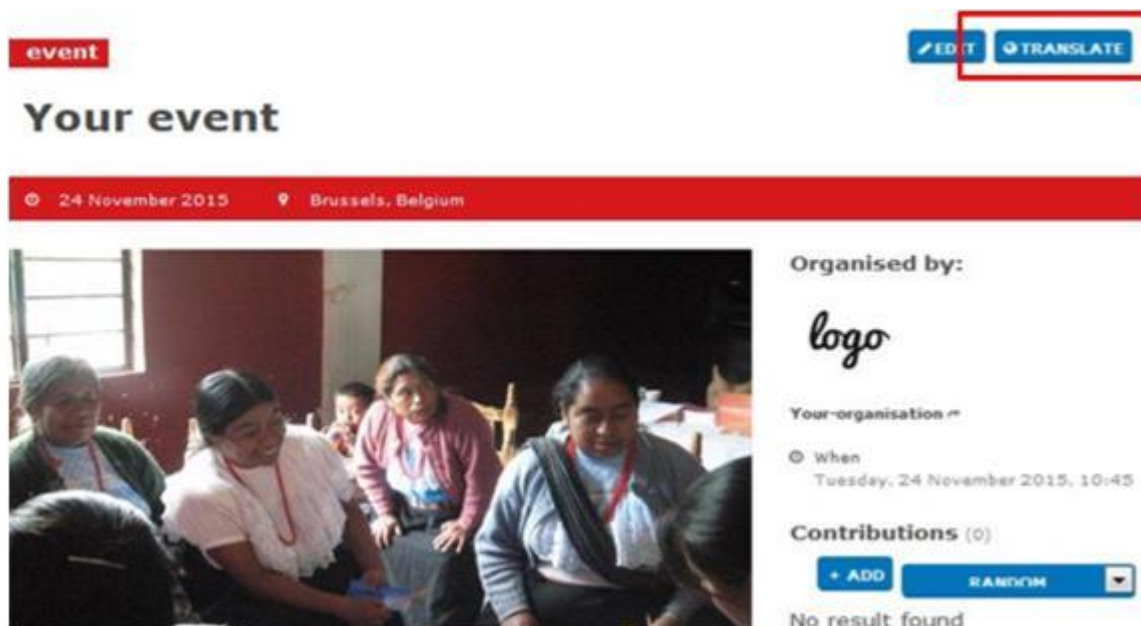 event
EDIT
TRANSLATE
Your event
24 November 2015 Brussels, Belgium
Organised by:
logo
Your-organisation
When
Tuesday, 24 November 2015, 10:45
Contributions (0)
+ ADD
RANDOM
No result found